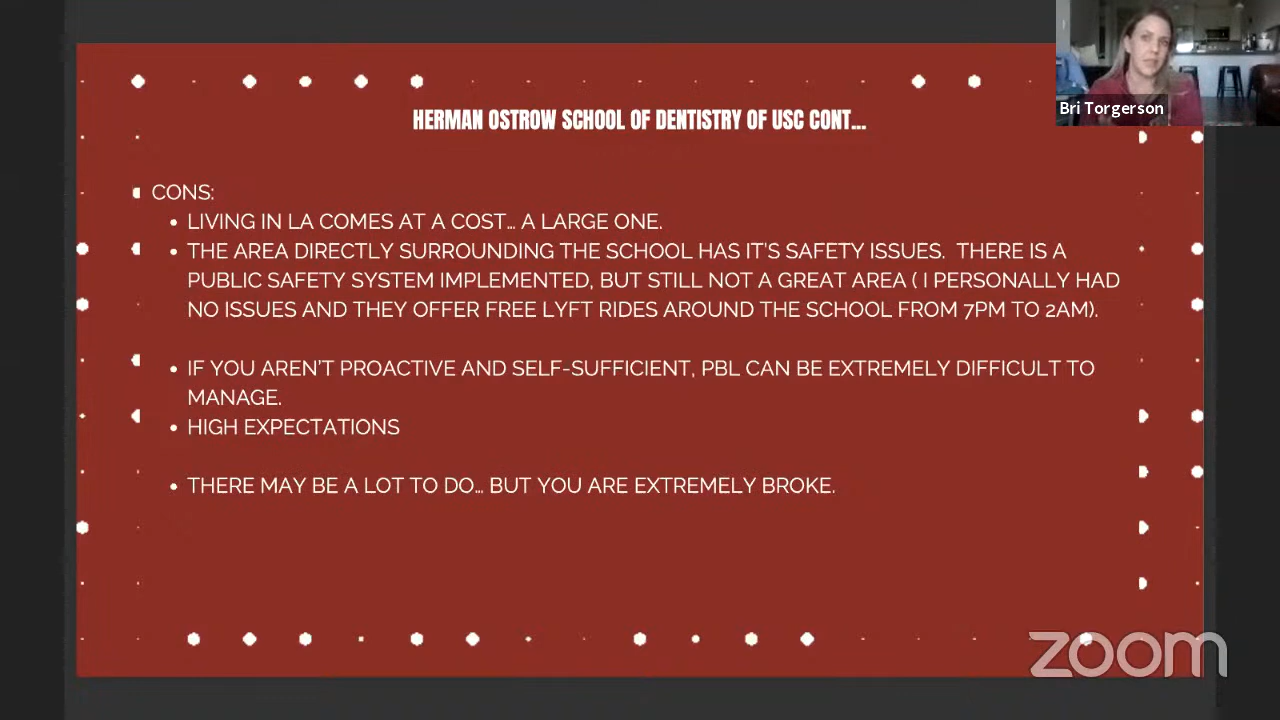 HERMAN OSTROW SCHOOL OF DENTISTRY OF USC CONT...
Bri Torgerson
CONS:
• LIVING IN LA COMES AT A COST... A LARGE ONE.
• THE AREA DIRECTLY SURROUNDING THE SCHOOL HAS IT'S SAFETY ISSUES.  THERE IS A
PUBLIC SAFETY SYSTEM IMPLEMENTED, BUT STILL NOT A GREAT AREA ( I PERSONALLY HAD
NO ISSUES AND THEY OFFER FREE LYFT RIDES AROUND THE SCHOOL FROM 7PM TO 2AM).
• IF YOU AREN'T PROACTIVE AND SELF-SUFFICIENT, PBL CAN BE EXTREMELY DIFFICULT TO
MANAGE.
• HIGH EXPECTATIONS
• THERE MAY BE A LOT TO DO... BUT YOU ARE EXTREMELY BROKE.
zoom